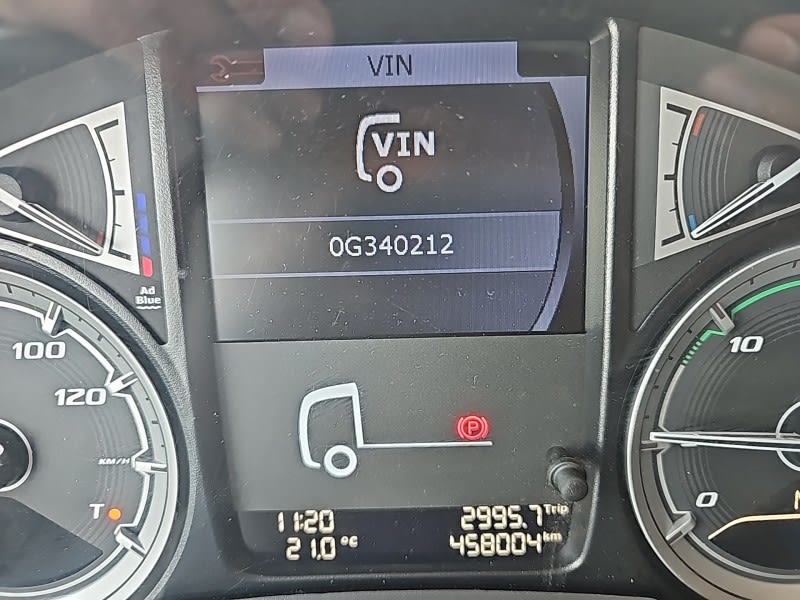 VIN
VIN
0G340212
Ad
Blue
100
120
KM/H
T
10
0
P
11:20
2995.7 Trip
21.0 °C
458004 km